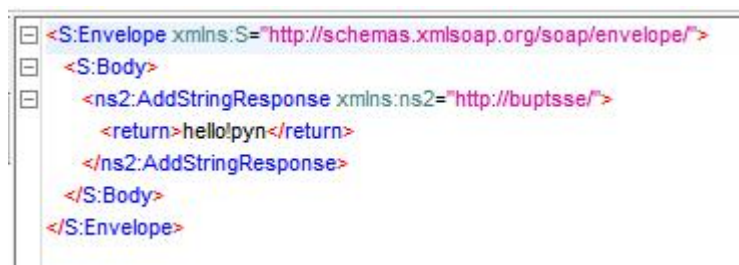 <S:Envelope xmlns:S="http://schemas.xmlsoap.org/soap/envelope/">
<S:Body>
<ns2:AddStringResponse xmlns:ns2="http://buptsse/">
<return>hello!pyn</return>
</ns2:AddStringResponse>
</S:Body>
</S:Envelope>